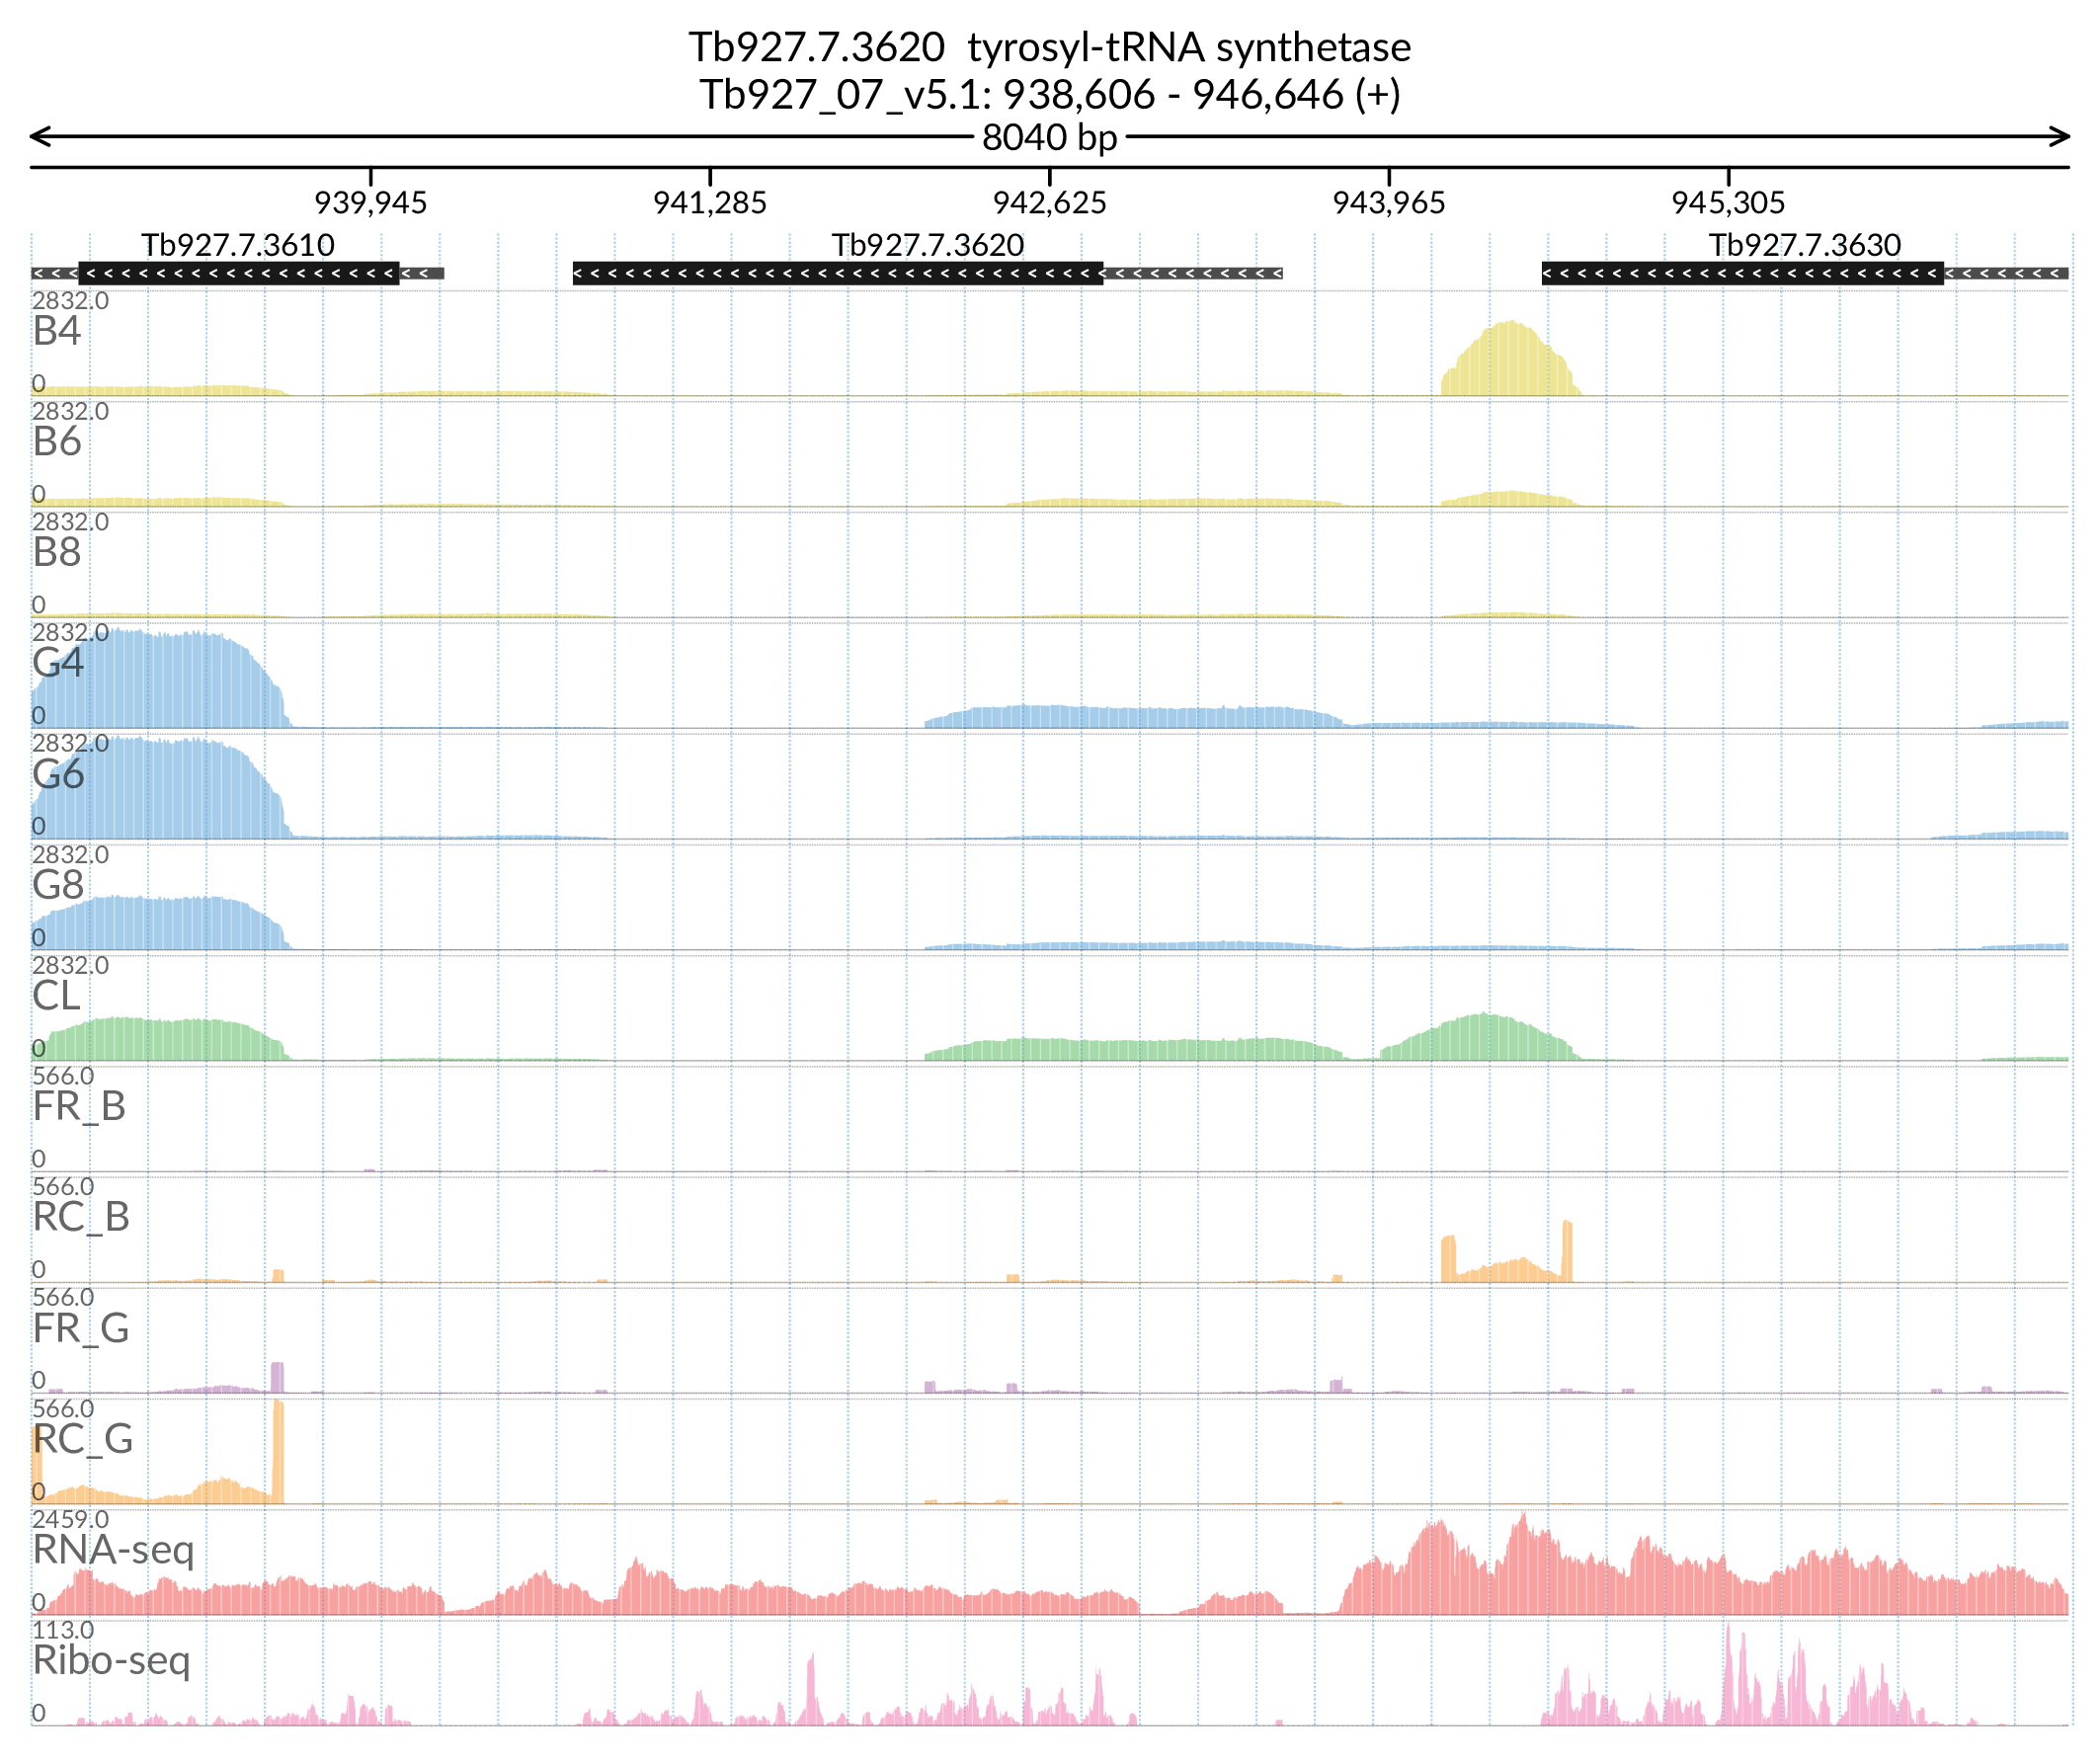 Tb927.7.3620 tyrosyl-tRNA synthetase
Tb927_07_v5.1: 938,606 - 946,646 (+)
8040 bp
939,945 941,285 942,625 943,965 945,305
Tb927.7.3610 Tb927.7.3620 Tb927.7.3630
2832.0
B4
0
2832.0
B6
0
2832.0
B8
0
2832.0
G4
0
2832.0
G6
0
2832.0
G8
0
2832.0
CL
0
566.0
FR_B
0
566.0
RC_B
0
566.0
FR_G
0
566.0
RC_G
0
2459.0
RNA-seq
0
113.0
Ribo-seq
0